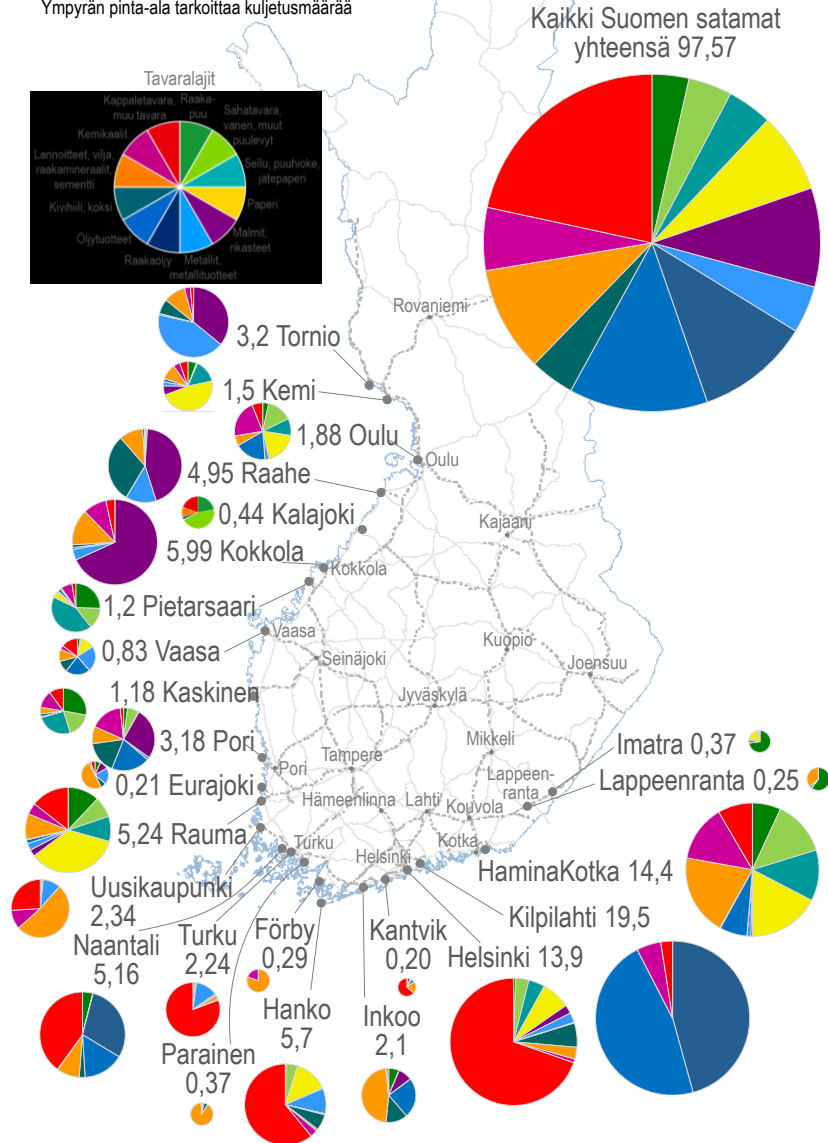 Ympyrän pinta-ala tarkoittaa kuljetusmäärää
Kaikki Suomen satamat
yhteensä 97,57
Tavaralajit
Kappaletavara,
muu tavara
Raaka-
puu
Sahatavara,
vaneri, muut
puulevyt
Kemikaalit
Lannoitteet, vilja,
raakamineraalit,
sementti
Sellu, puuhioke,
jätepaperi
Kivihiili, koksi
Paperi
Öljytuotteet
Malmit,
rikasteet
Raakaöljy
Metallit,
metallituotteet
Rovaniemi
3,2 Tornio
1,5 Kemi
1,88 Oulu
Oulu
4,95 Raahe
0,44 Kalajoki
Kajaani
5,99 Kokkola
Kokkola
1,2 Pietarsaari
Vaasa
0,83 Vaasa
Seinäjoki
Kuopio
Joensuu
1,18 Kaskinen
Jyväskylä
3,18 Pori
Pori
Tampere
Mikkeli
Imatra 0,37
0,21 Eurajoki
Lappeen-
ranta
Lappeenranta 0,25
Hämeenlinna
Lahti
Kouvola
5,24 Rauma
Turku
Helsinki
Kotka
HaminaKotka 14,4
Uusikaupunki
2,34
Kilpilahti 19,5
Naantali
5,16
Turku
2,24
Förby
0,29
Kantvik
0,20
Helsinki 13,9
Hanko
5,7
Inkoo
2,1
Parainen
0,37